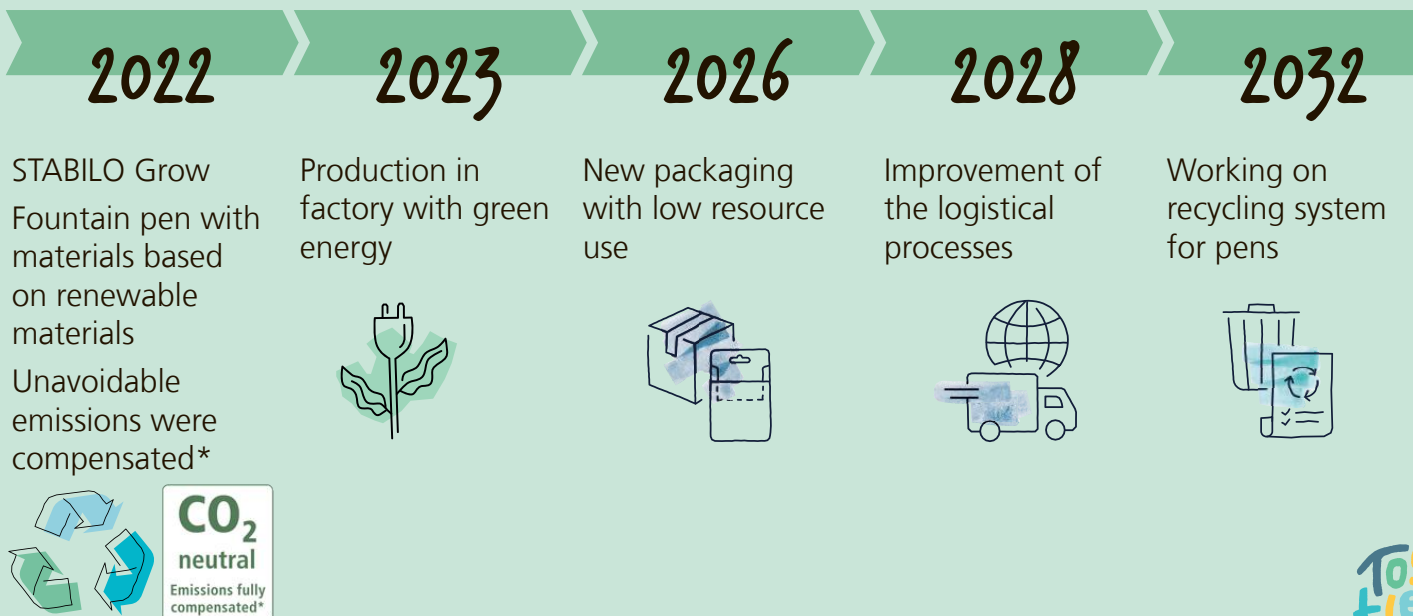 2022
2023
2026
2028
2032
STABILO Grow
Fountain pen with
materials based
on renewable
materials
Unavoidable
emissions were
compensated*
CO2
neutral
Emissions fully
compensated*
Production in
factory with green
energy
New packaging
with low resource
use
Improvement of
the logistical
processes
Working on
recycling system
for pens